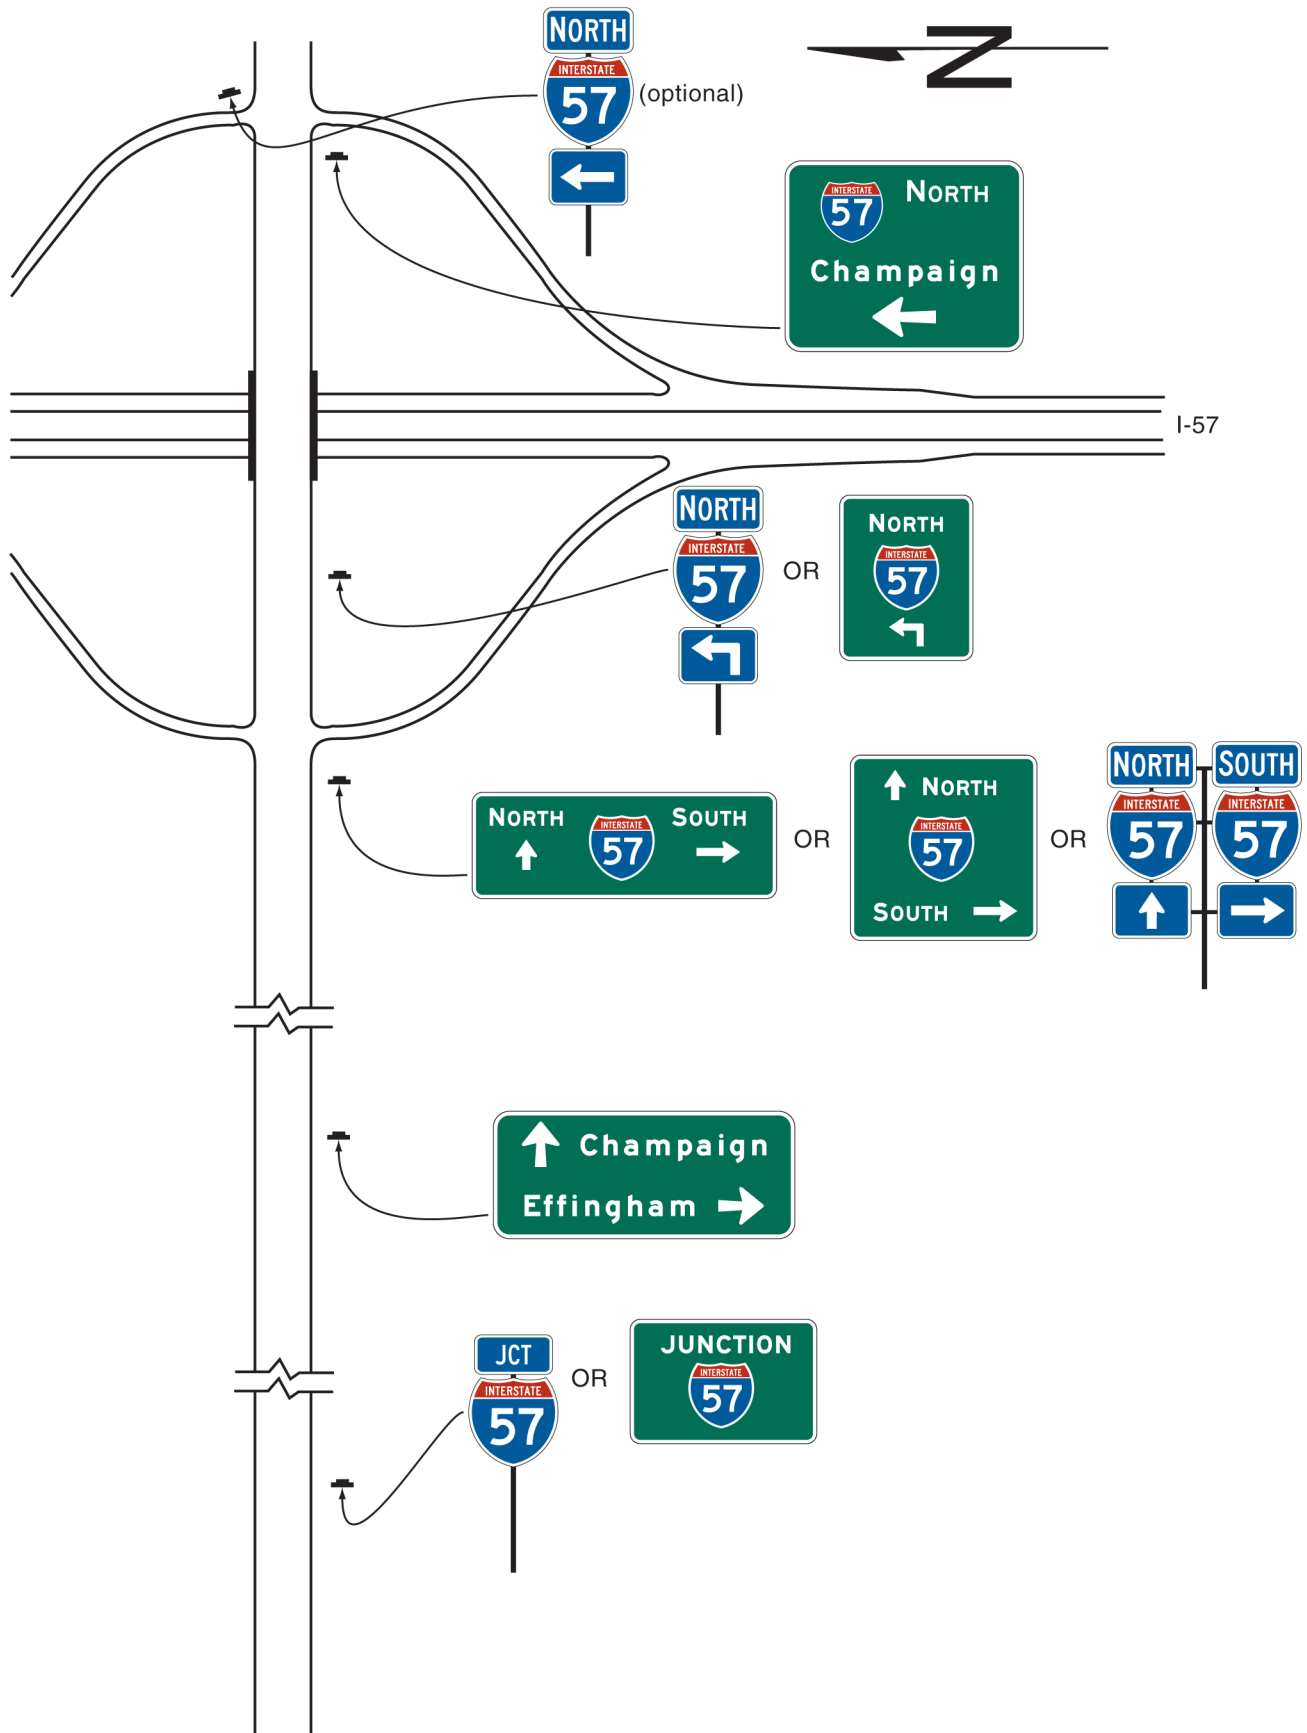 NORTH
INTERSTATE
57
(optional)
N
INTERSTATE
57
NORTH
Champaign
I-57
NORTH
INTERSTATE
57
OR
NORTH
INTERSTATE
57
NORTH
INTERSTATE
57
SOUTH
OR
NORTH
INTERSTATE
57
SOUTH
OR
NORTH
INTERSTATE
57
SOUTH
INTERSTATE
57
Champaign
Effingham
JCT
INTERSTATE
57
OR
JUNCTION
INTERSTATE
57